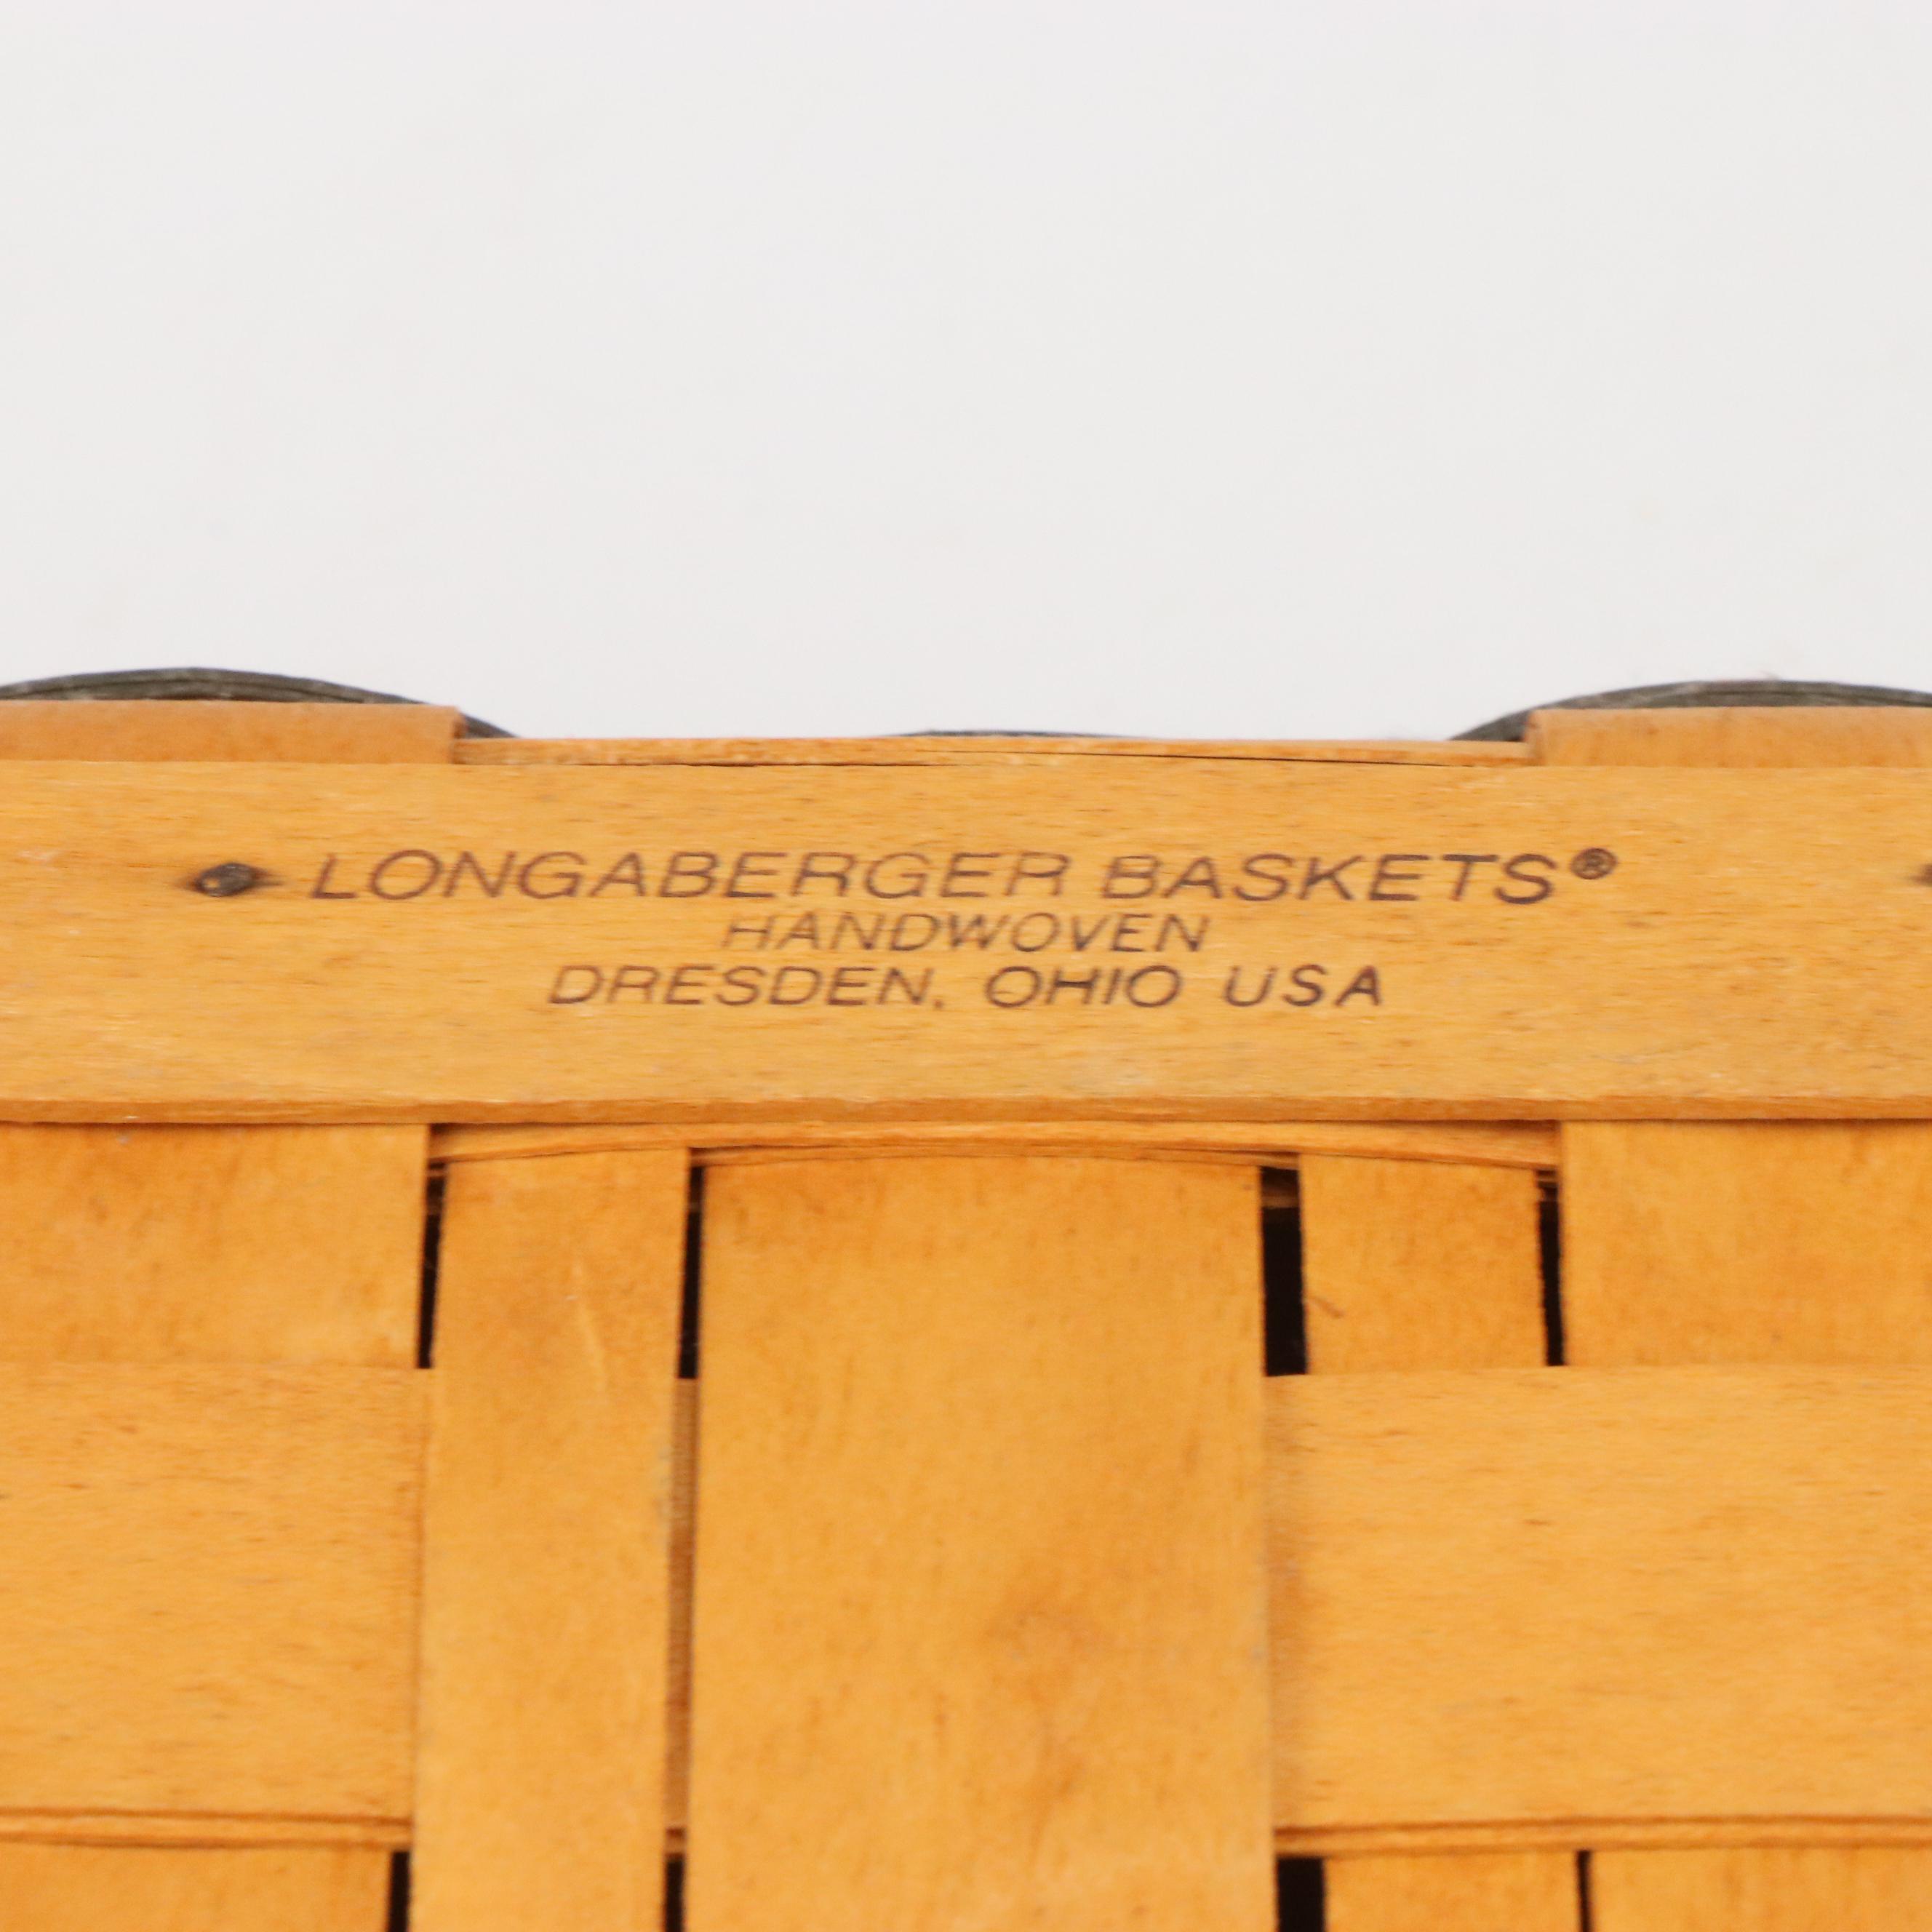 LONGABERGER BASKETS®
HANDWOVEN
DRESDEN, OHIO USA